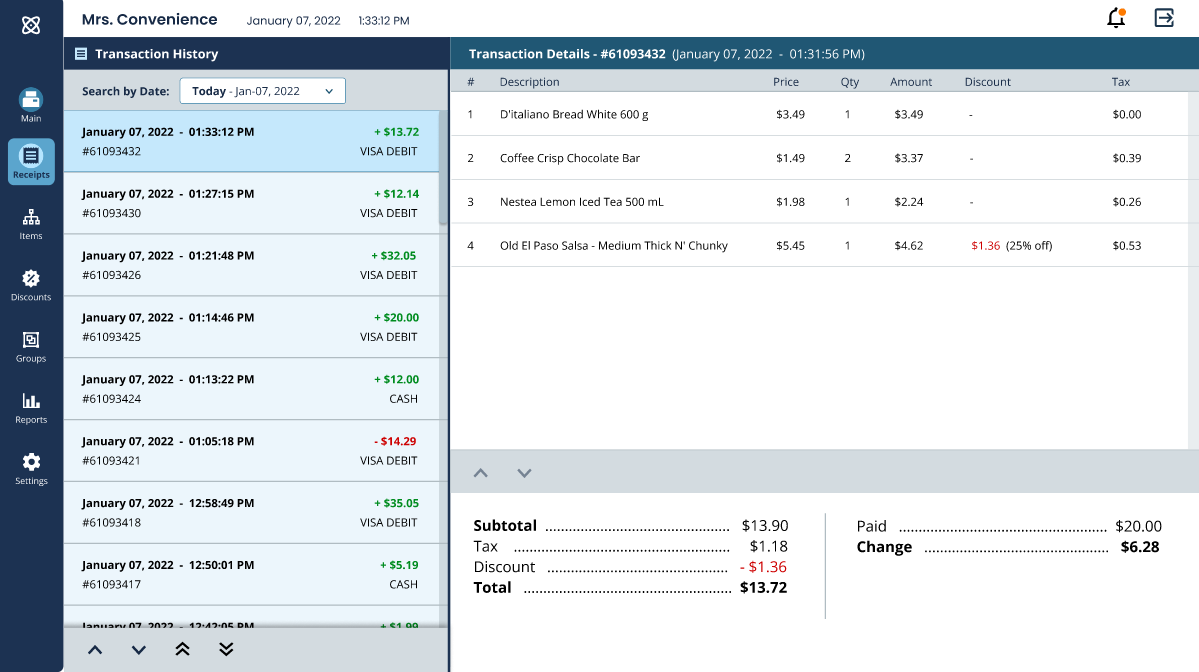 Mrs. Convenience January 07, 2022 1:33:12 PM
Main
Receipts
Items
Discounts
Groups
Reports
Settings
Transaction History
Search by Date: Today - Jan-07, 2022
January 07, 2022 - 01:33:12 PM + $13.72
#61093432 VISA DEBIT
January 07, 2022 - 01:27:15 PM + $12.14
#61093430 VISA DEBIT
January 07, 2022 - 01:21:48 PM + $32.05
#61093426 VISA DEBIT
January 07, 2022 - 01:14:46 PM + $20.00
#61093425 VISA DEBIT
January 07, 2022 - 01:13:22 PM + $12.00
#61093424 CASH
January 07, 2022 - 01:05:18 PM - $14.29
#61093421 VISA DEBIT
January 07, 2022 - 12:58:49 PM + $35.05
#61093418 VISA DEBIT
January 07, 2022 - 12:50:01 PM + $5.19
#61093417 CASH
January 07, 2022 - 12:42:05 PM + $1.99
Transaction Details - #61093432 (January 07, 2022 - 01:31:56 PM)
# Description Price Qty Amount Discount Tax
1 D'italiano Bread White 600 g $3.49 1 $3.49 - $0.00
2 Coffee Crisp Chocolate Bar $1.49 2 $3.37 - $0.39
3 Nestea Lemon Iced Tea 500 mL $1.98 1 $2.24 - $0.26
4 Old El Paso Salsa - Medium Thick N' Chunky $5.45 1 $4.62 $1.36 (25% off) $0.53
Subtotal $13.90
Tax $1.18
Discount - $1.36
Total $13.72
Paid $20.00
Change $6.28